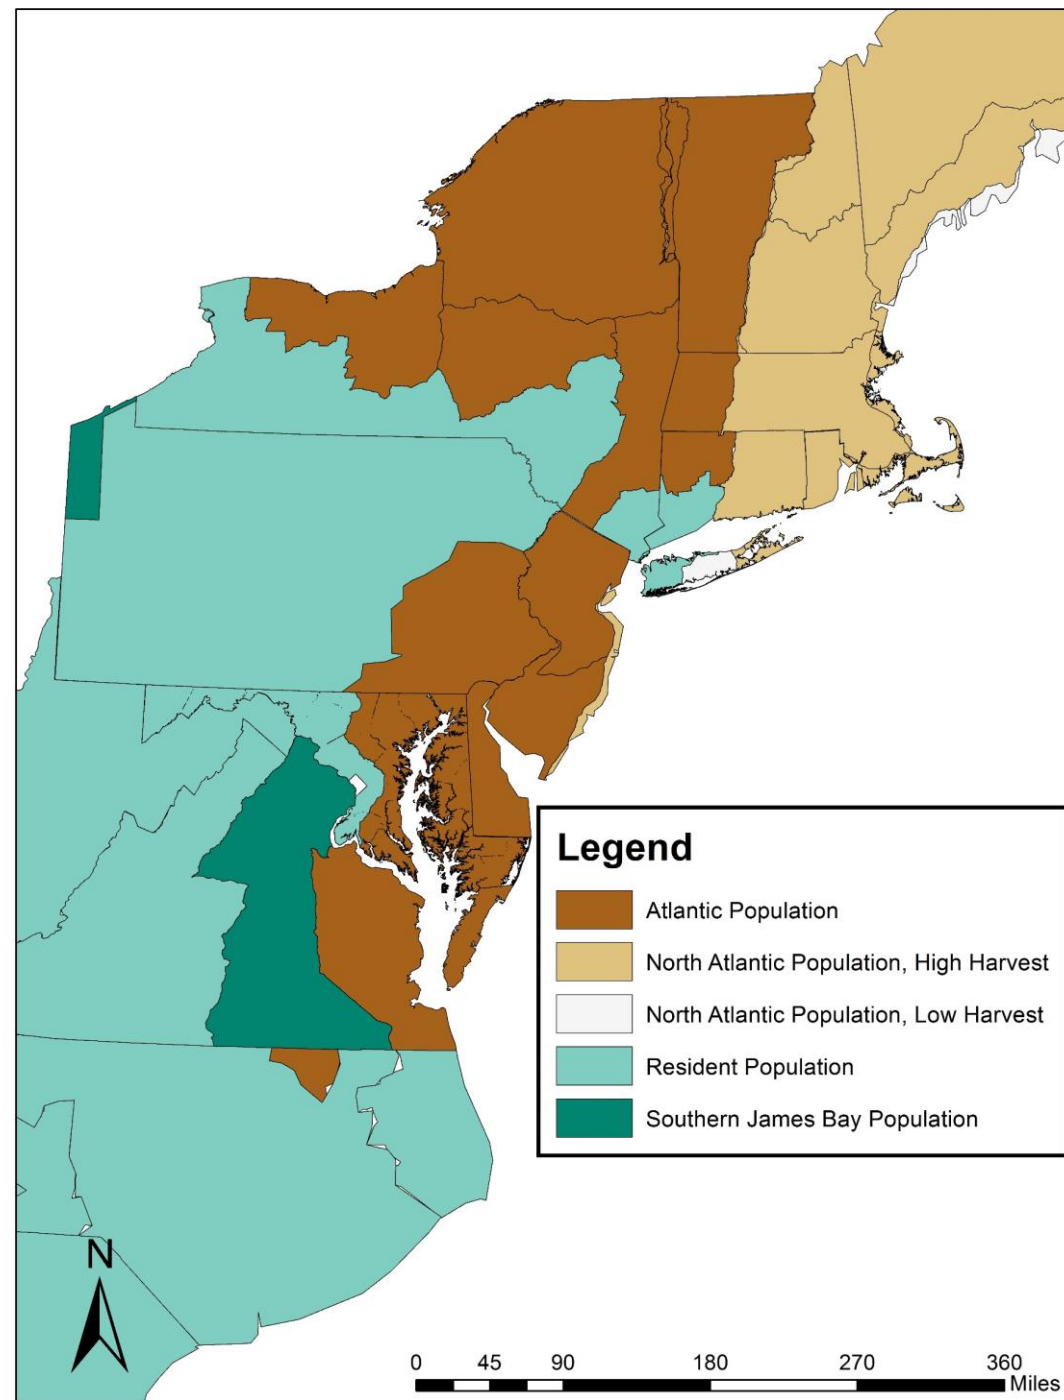 Legend
Atlantic Population
North Atlantic Population, High Harvest
North Atlantic Population, Low Harvest
Resident Population
Southern James Bay Population
N
0 45 90 180 270 360
Miles